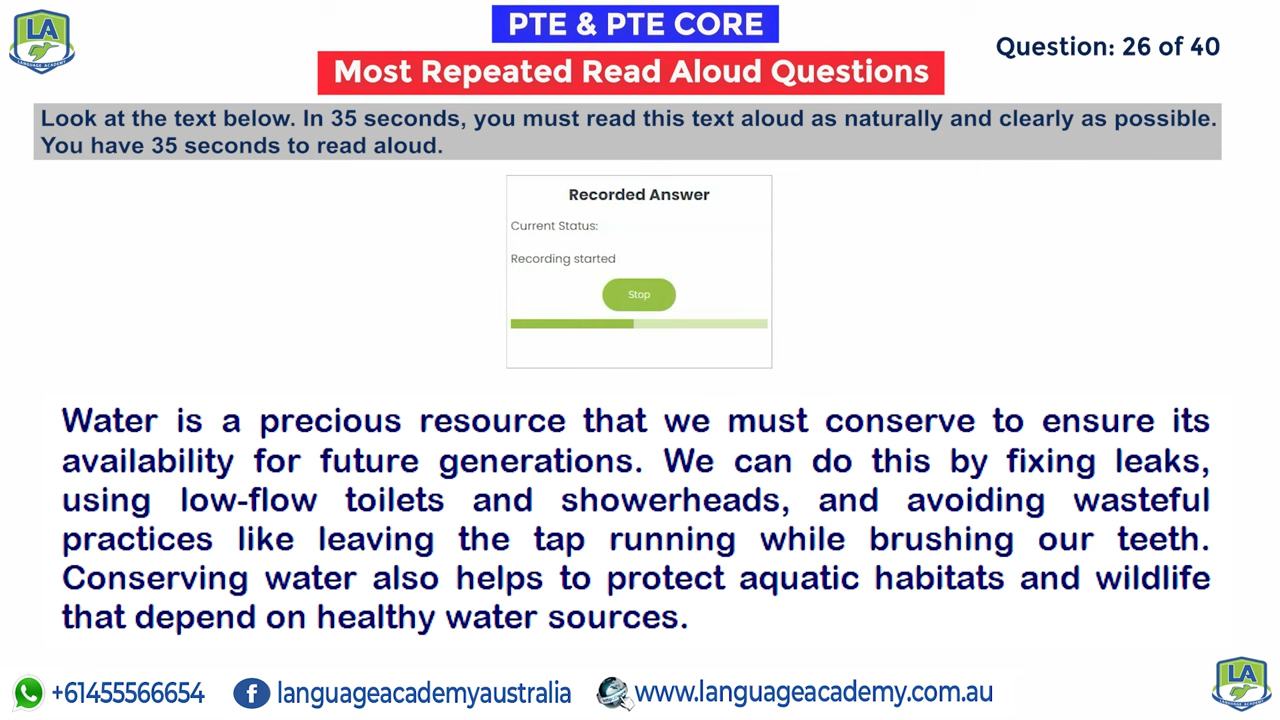 LA
LANGUAGE ACADEMY
PTE & PTE CORE
Most Repeated Read Aloud Questions
Question: 26 of 40
Look at the text below. In 35 seconds, you must read this text aloud as naturally and clearly as possible.
You have 35 seconds to read aloud.
Recorded Answer
Current Status:
Recording started
Stop
Water is a precious resource that we must conserve to ensure its
availability for future generations. We can do this by fixing leaks,
using low-flow toilets and showerheads, and avoiding wasteful
practices like leaving the tap running while brushing our teeth.
Conserving water also helps to protect aquatic habitats and wildlife
that depend on healthy water sources.
+61455566654
languageacademyaustralia
www.languageacademy.com.au
LA
LANGUAGE ACADEMY